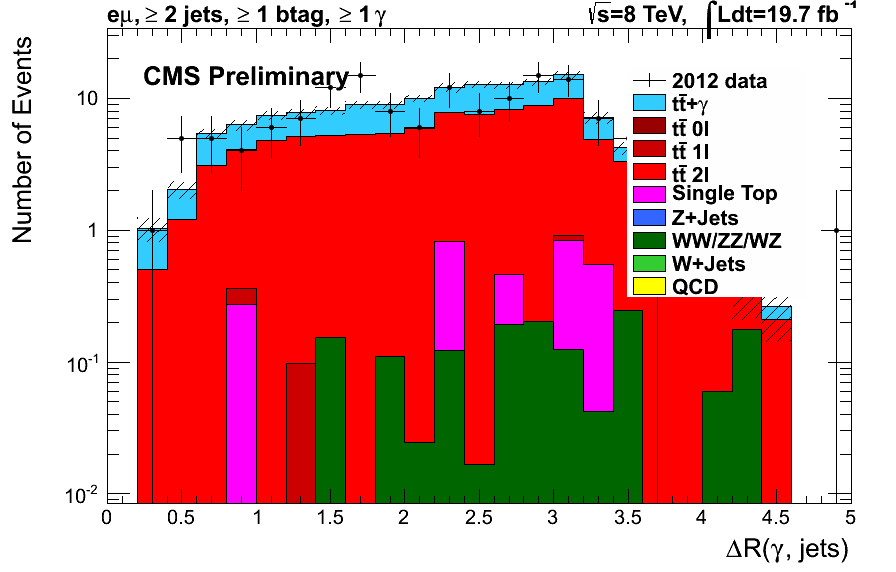 eμ, ≥ 2 jets, ≥ 1 btag, ≥ 1 γ
√s=8 TeV, ∫Ldt=19.7 fb⁻¹
CMS Preliminary
Number of Events
10
1
10⁻¹
10⁻²
2012 data
tt̄+γ
tt̄ 0l
tt̄ 1l
tt̄ 2l
Single Top
Z+Jets
WW/ZZ/WZ
W+Jets
QCD
0 0.5 1 1.5 2 2.5 3 3.5 4 4.5 5
ΔR(γ, jets)